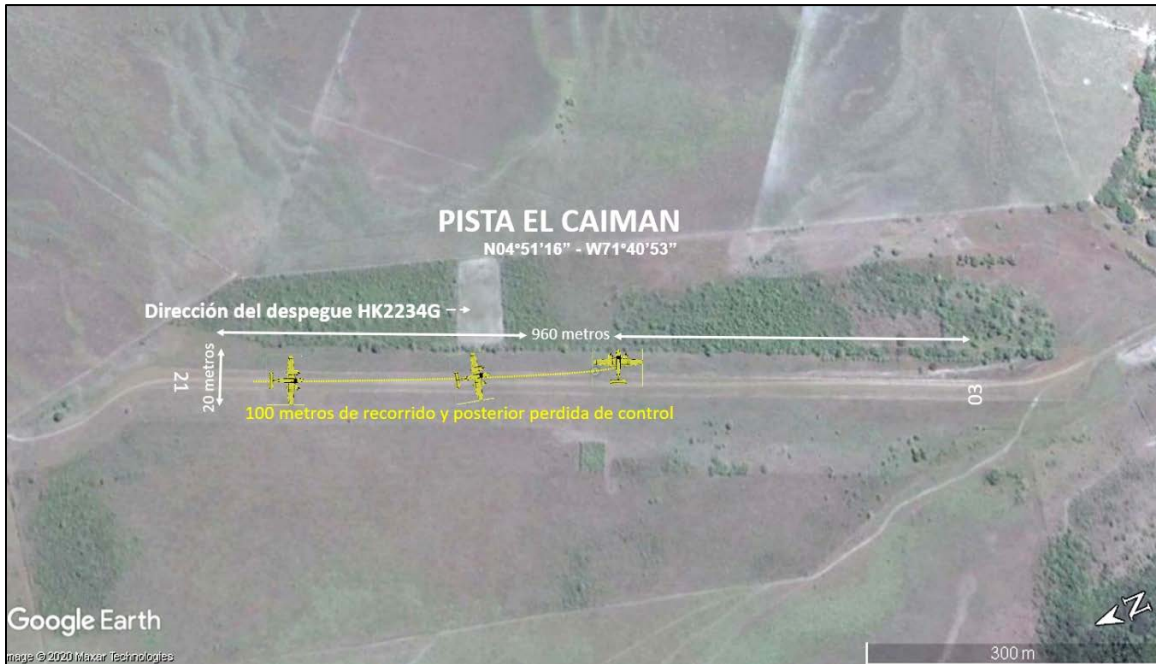 PISTA EL CAIMAN
N04°51'16” - W71°40’53”
Dirección del despegue HK2234G
960 metros
21
20 metros
03
100 metros de recorrido y posterior perdida de control
Google Earth
mage © 2020 Maxar Technologies
300 m
N